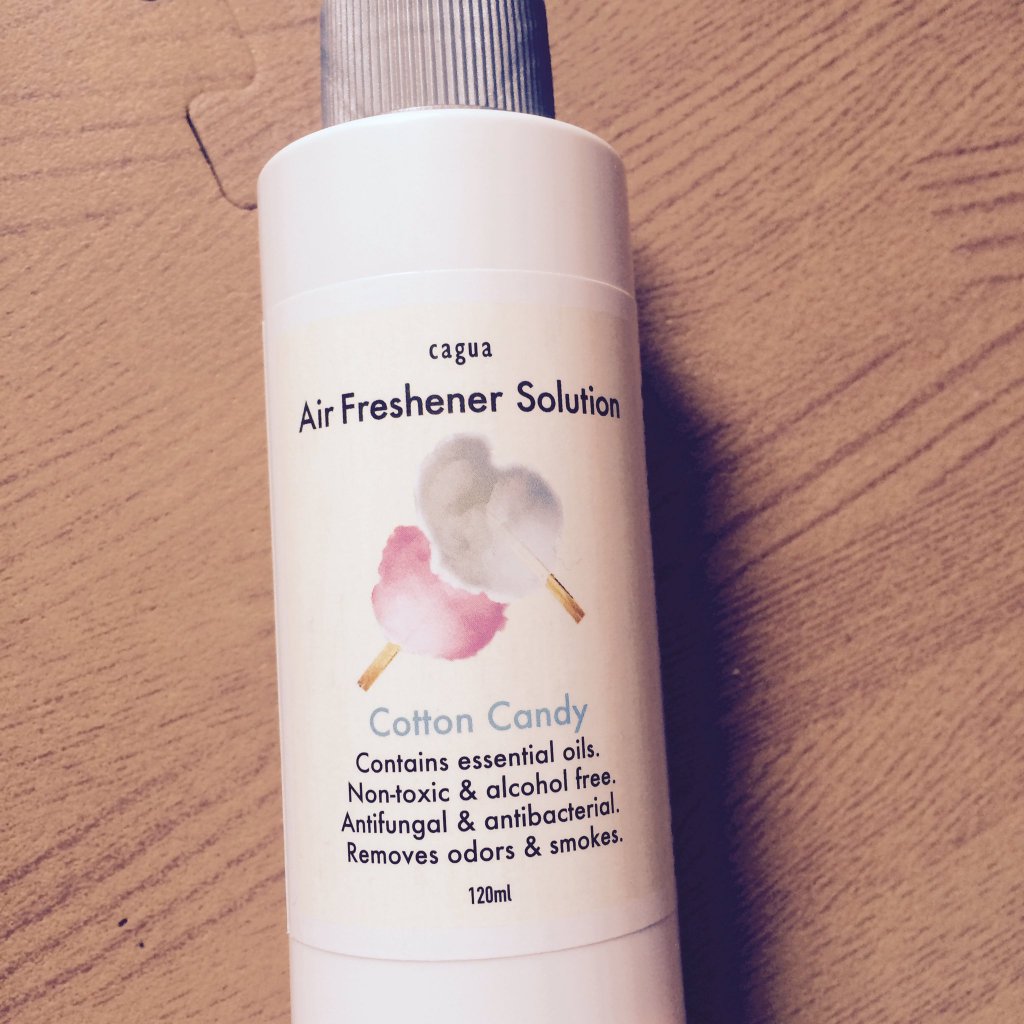 cagua
Air Freshener Solution
Cotton Candy
Contains essential oils.
Non-toxic & alcohol free.
Antifungal & antibacterial.
Removes odors & smokes.
120ml